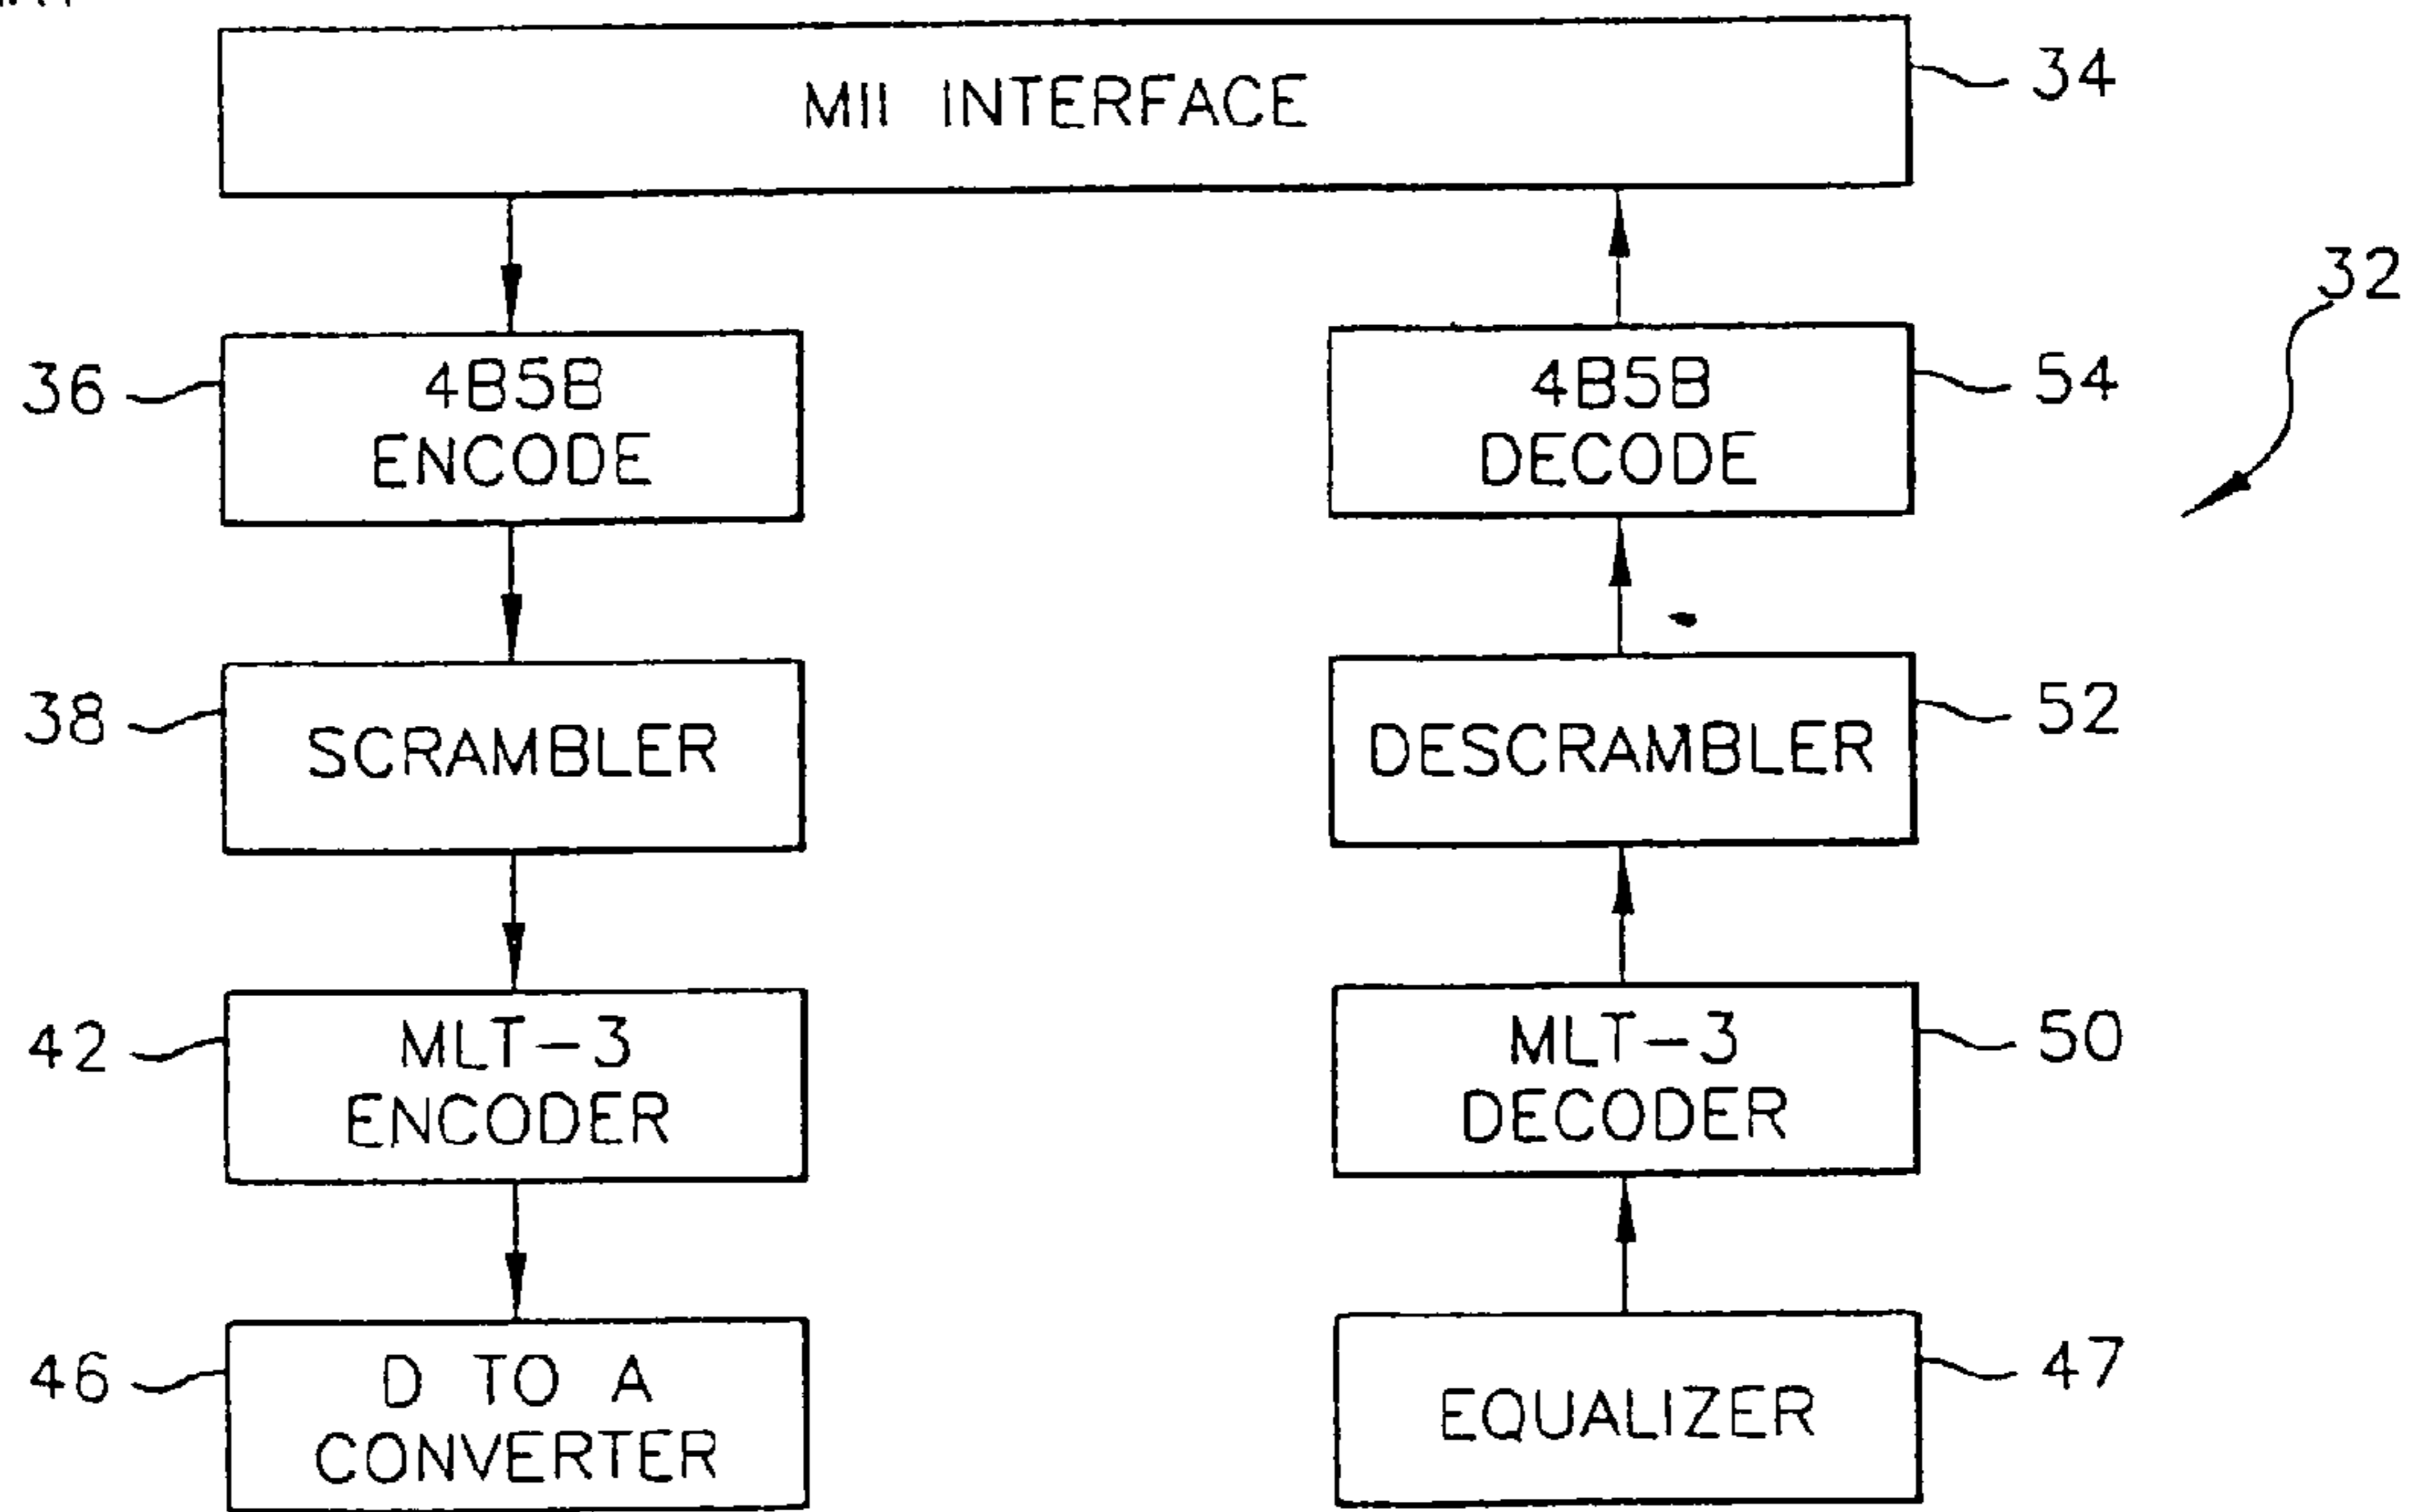 MII INTERFACE
34
32
36
4B5B
ENCODE
4B5B
DECODE
54
38
SCRAMBLER
DESCRAMBLER
52
42
MLT-3
ENCODER
MLT-3
DECODER
50
46
D TO A
CONVERTER
EQUALIZER
47